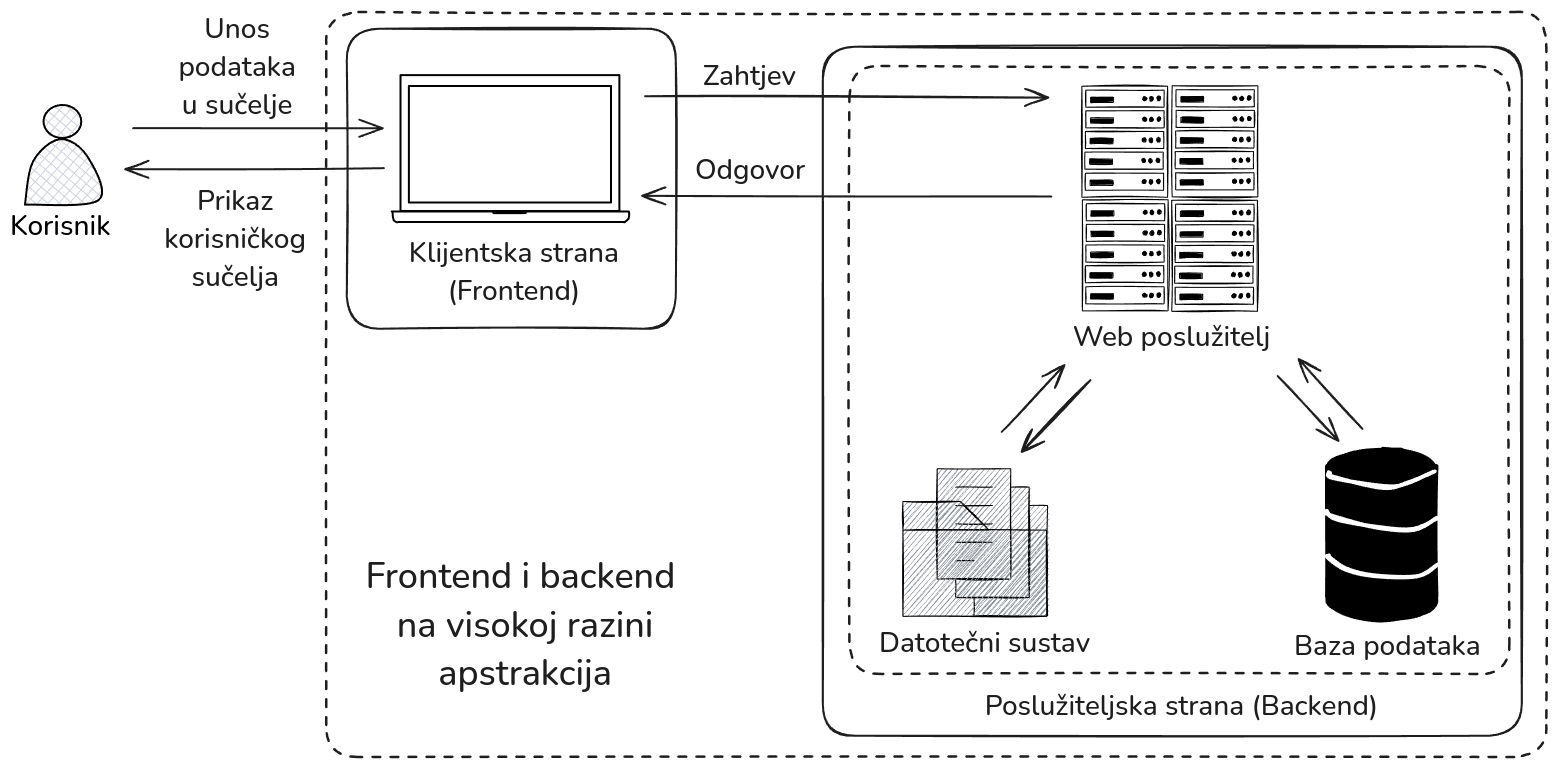 Unos
podataka
u sučelje
Korisnik
Prikaz
korisničkog
sučelja
Klijentska strana
(Frontend)
Zahtjev
Odgovor
Web poslužitelj
Datotečni sustav
Baza podataka
Poslužiteljska strana (Backend)
Frontend i backend
na visokoj razini
apstrakcija